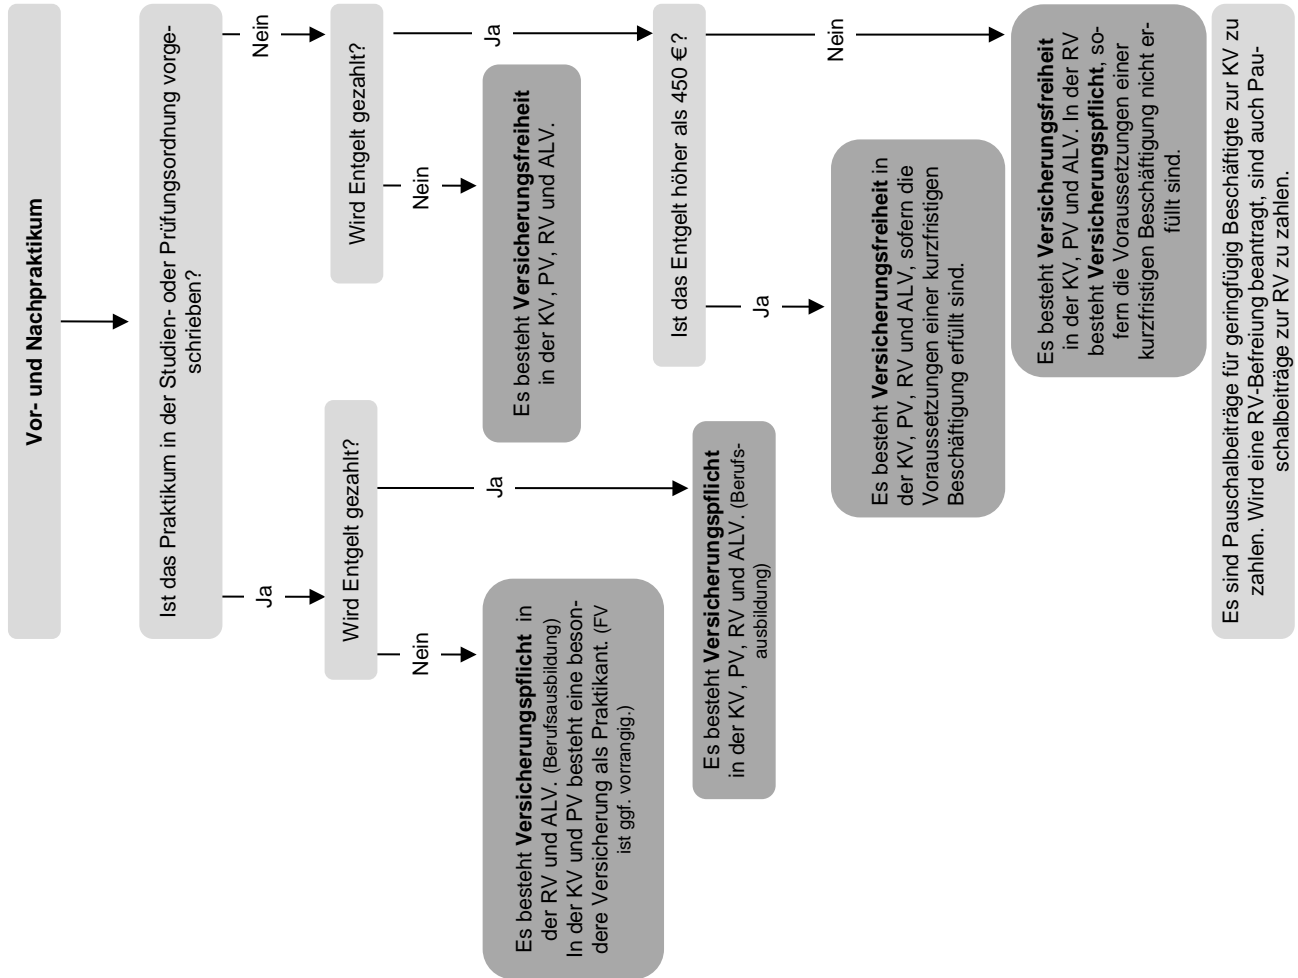 Vor- und Nachpraktikum
Ist das Praktikum in der Studien- oder Prüfungsordnung vorge-
schrieben?
Ja
Nein
Wird Entgelt gezahlt?
Wird Entgelt gezahlt?
Nein
Ja
Nein
Ja
Es besteht Versicherungspflicht in
der RV und ALV. (Berufsausbildung)
In der KV und PV besteht eine beson-
dere Versicherung als Praktikant. (FV
ist ggf. vorrangig.)
Es besteht Versicherungsfreiheit
in der KV, PV, RV und ALV.
Es besteht Versicherungspflicht
in der KV, PV, RV und ALV. (Berufs-
ausbildung)
Ist das Entgelt höher als 450 €?
Ja
Nein
Es besteht Versicherungsfreiheit in
der KV, PV, RV und ALV, sofern die
Voraussetzungen einer kurzfristigen
Beschäftigung erfüllt sind.
Es besteht Versicherungsfreiheit
in der KV, PV und ALV. In der RV
besteht Versicherungspflicht, so-
fern die Voraussetzungen einer
kurzfristigen Beschäftigung nicht er-
füllt sind.
Es sind Pauschalbeiträge für geringfügig Beschäftigte zur KV zu
zahlen. Wird eine RV-Befreiung beantragt, sind auch Pau-
schalbeiträge zur RV zu zahlen.